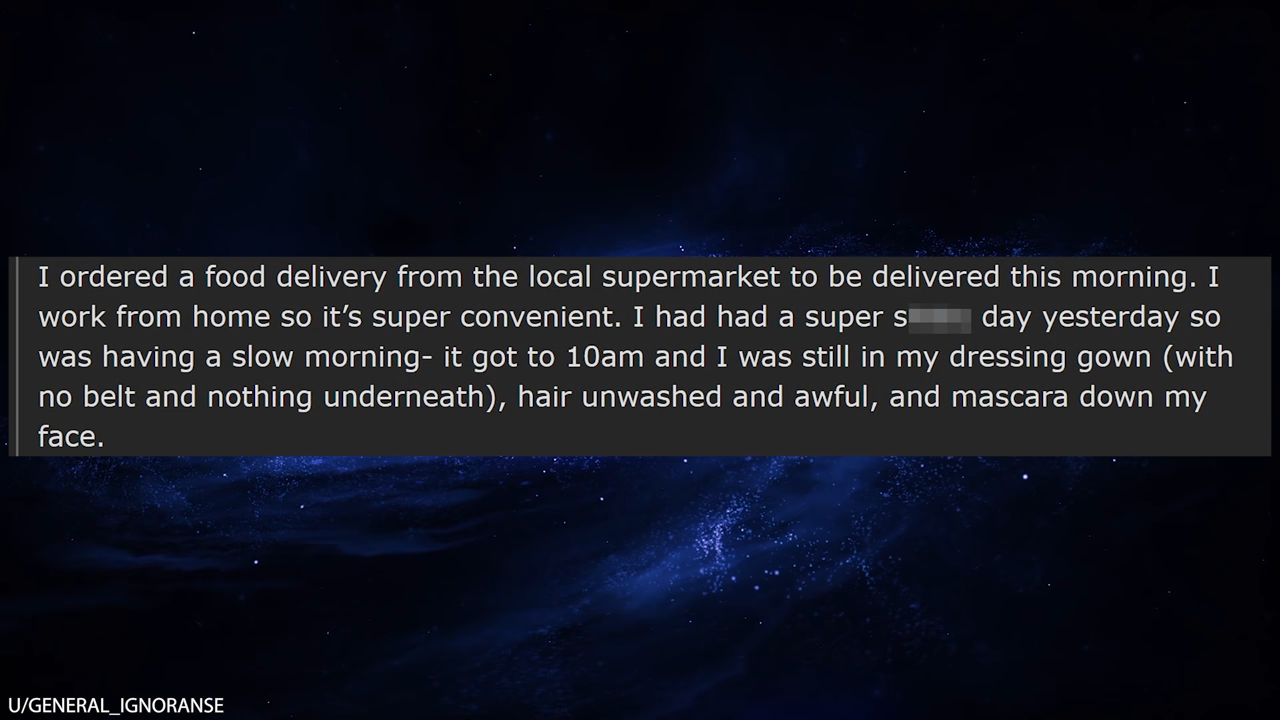 I ordered a food delivery from the local supermarket to be delivered this morning. I
work from home so it’s super convenient. I had had a super s day yesterday so
was having a slow morning- it got to 10am and I was still in my dressing gown (with
no belt and nothing underneath), hair unwashed and awful, and mascara down my
face.
U/GENERAL_IGNORANSE